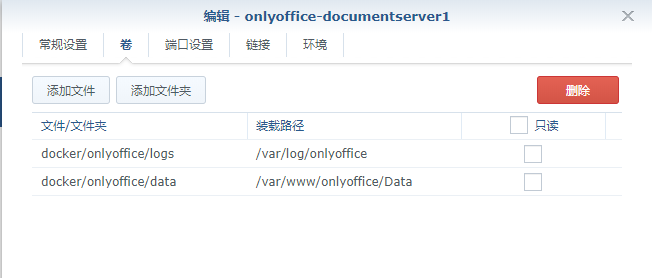 编辑 - onlyoffice-documentserver1
常规设置 卷 端口设置 链接 环境
添加文件 添加文件夹 删除
文件/文件夹 装载路径 只读
docker/onlyoffice/logs /var/log/onlyoffice
docker/onlyoffice/data /var/www/onlyoffice/Data